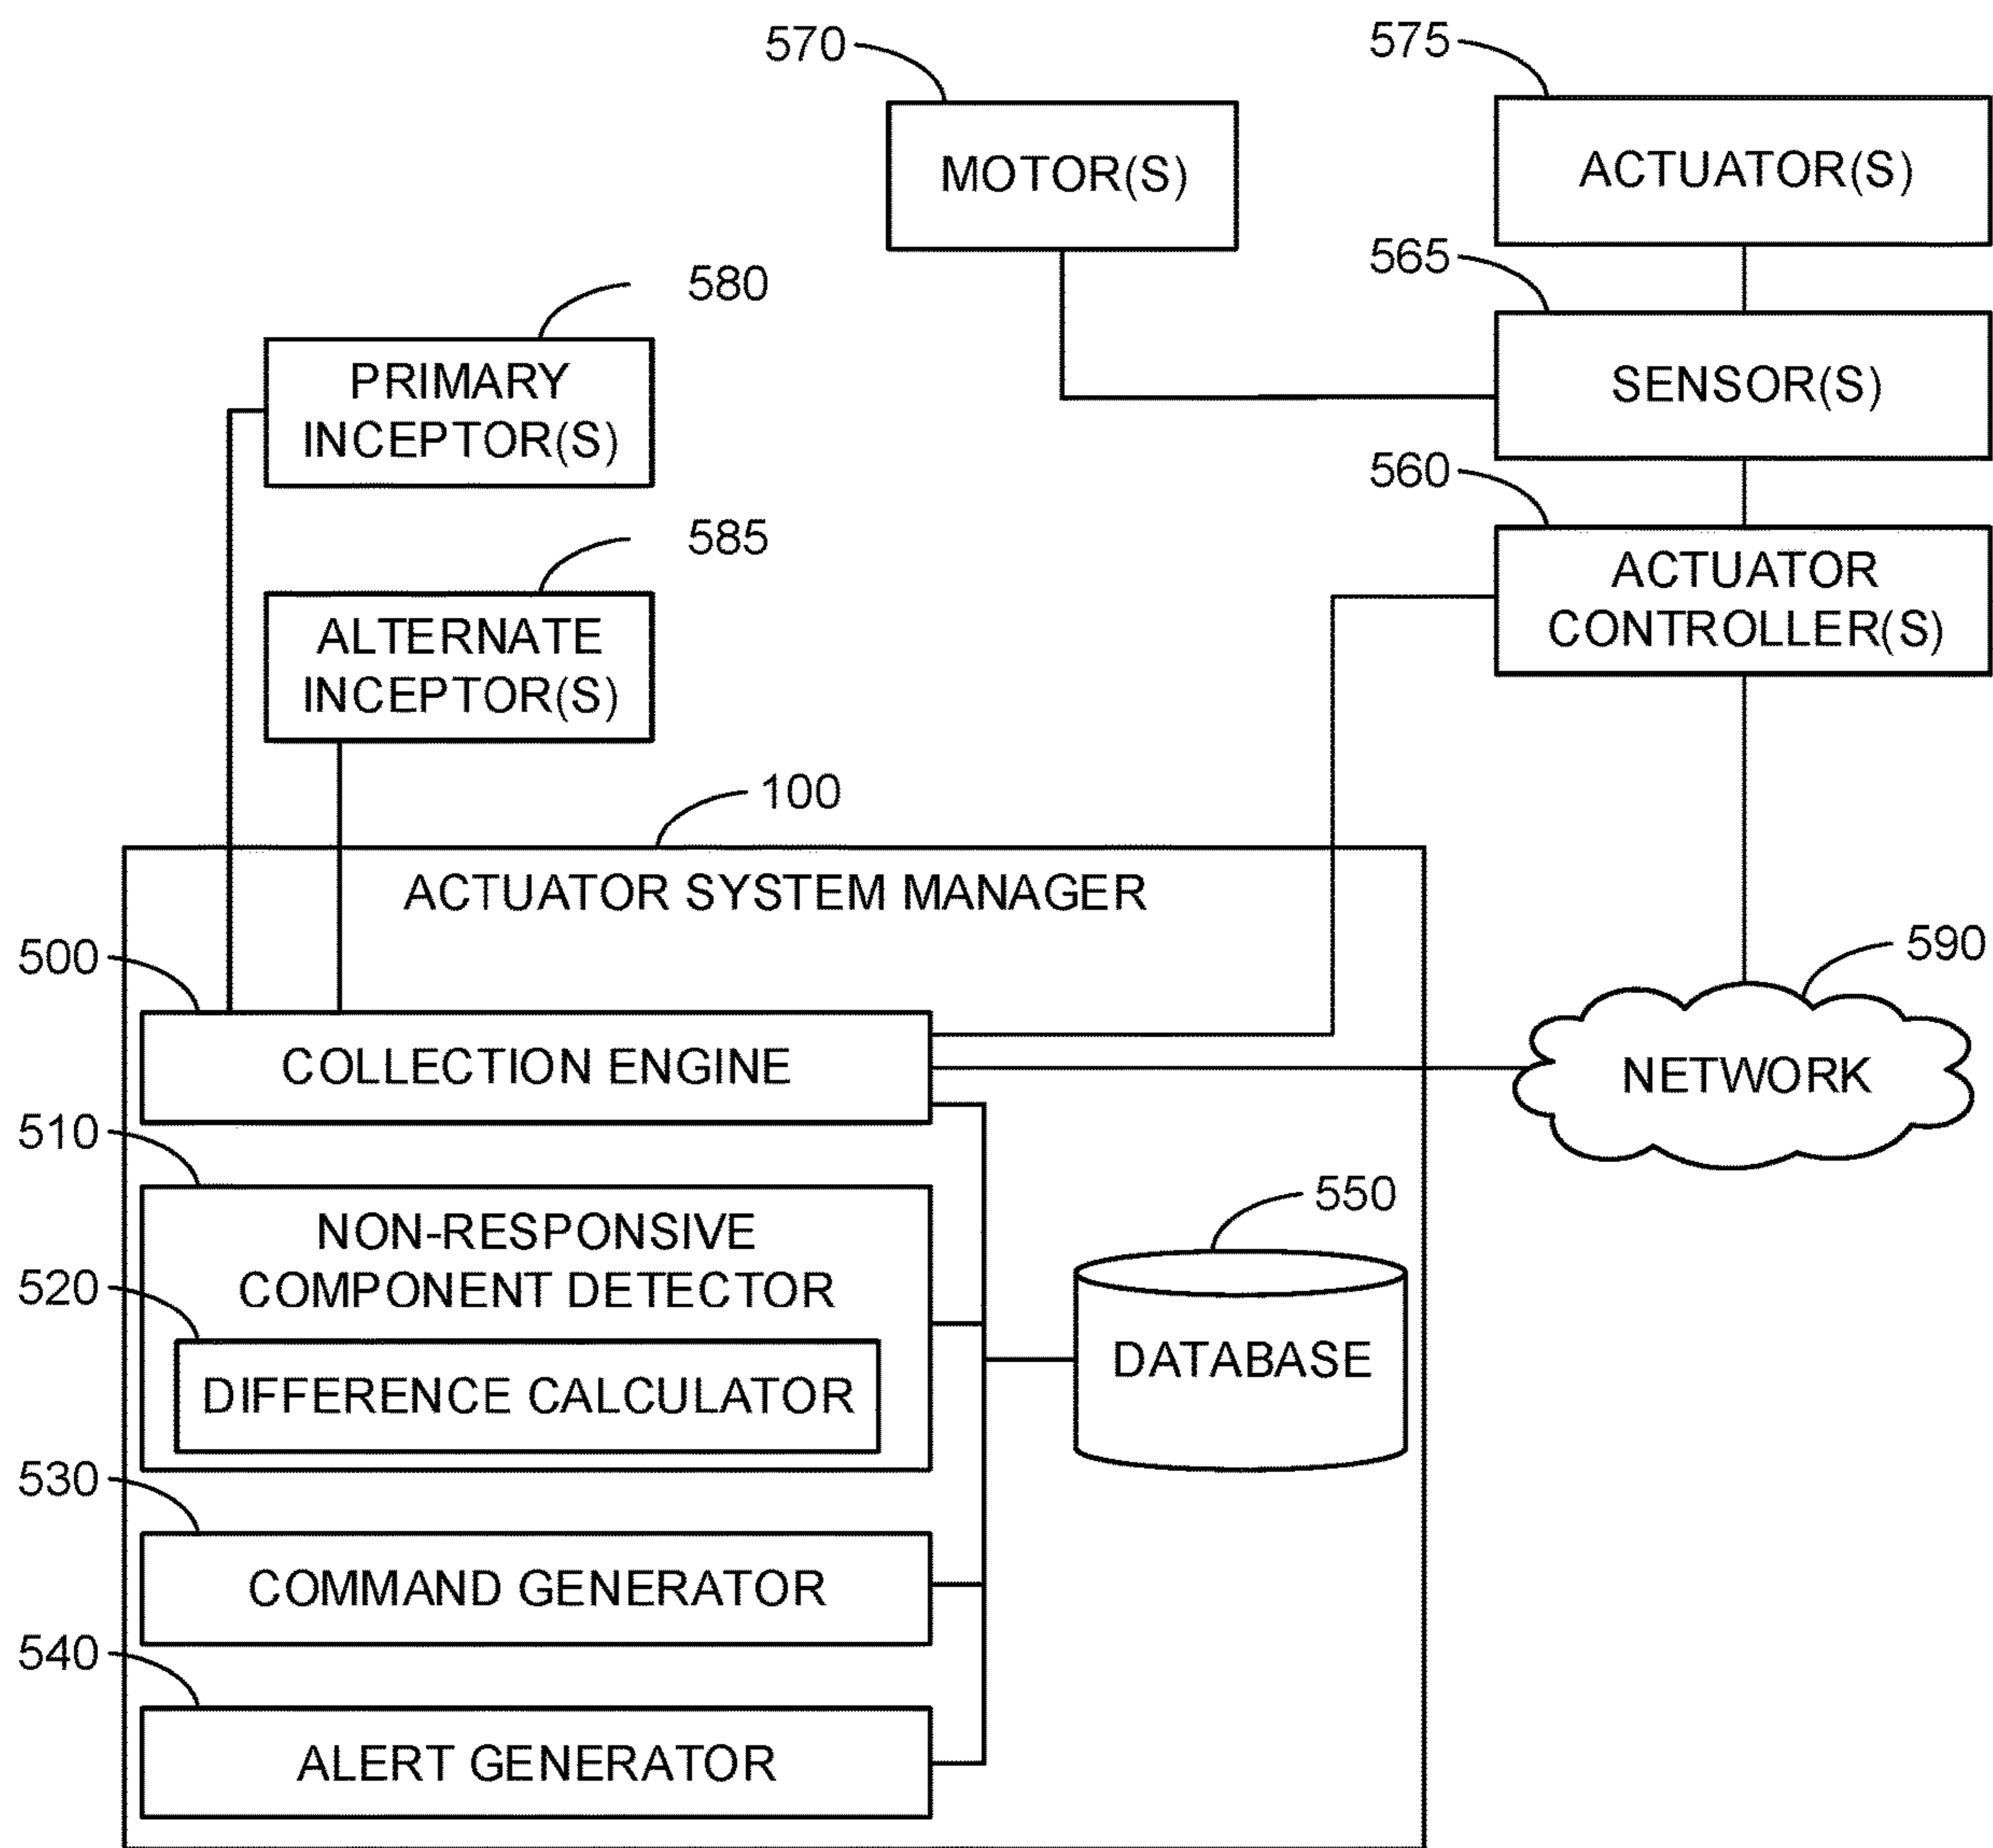 570
575
MOTOR(S)
ACTUATOR(S)
565
580
PRIMARY
INCEPTOR(S)
SENSOR(S)
560
585
ALTERNATE
INCEPTOR(S)
ACTUATOR
CONTROLLER(S)
100
ACTUATOR SYSTEM MANAGER
500
590
COLLECTION ENGINE
NETWORK
510
550
NON-RESPONSIVE
COMPONENT DETECTOR
520
DATABASE
DIFFERENCE CALCULATOR
530
COMMAND GENERATOR
540
ALERT GENERATOR